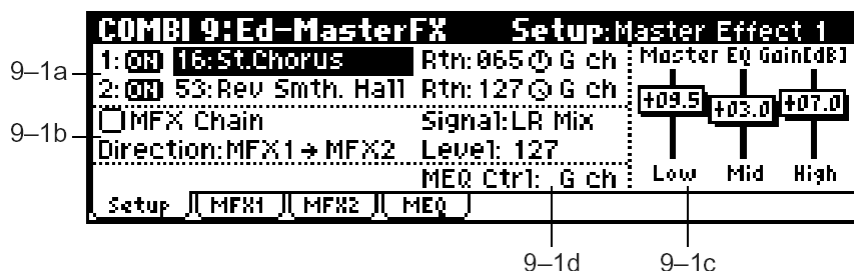 COMBI 9:Ed-MasterFX Setup:Master Effect 1
1: ON 16:St.Chorus Rtn:065 G ch
2: ON 53:Rev Smth. Hall Rtn:127 G ch
Master EQ Gain[dB]
+09.5 +03.0 +07.0
Low Mid High
MFX Chain Signal:LR Mix
Direction:MFX1→MFX2 Level: 127
MEQ Ctrl: G ch
Setup MFX1 MFX2 MEQ
9–1a
9–1b
9–1d 9–1c